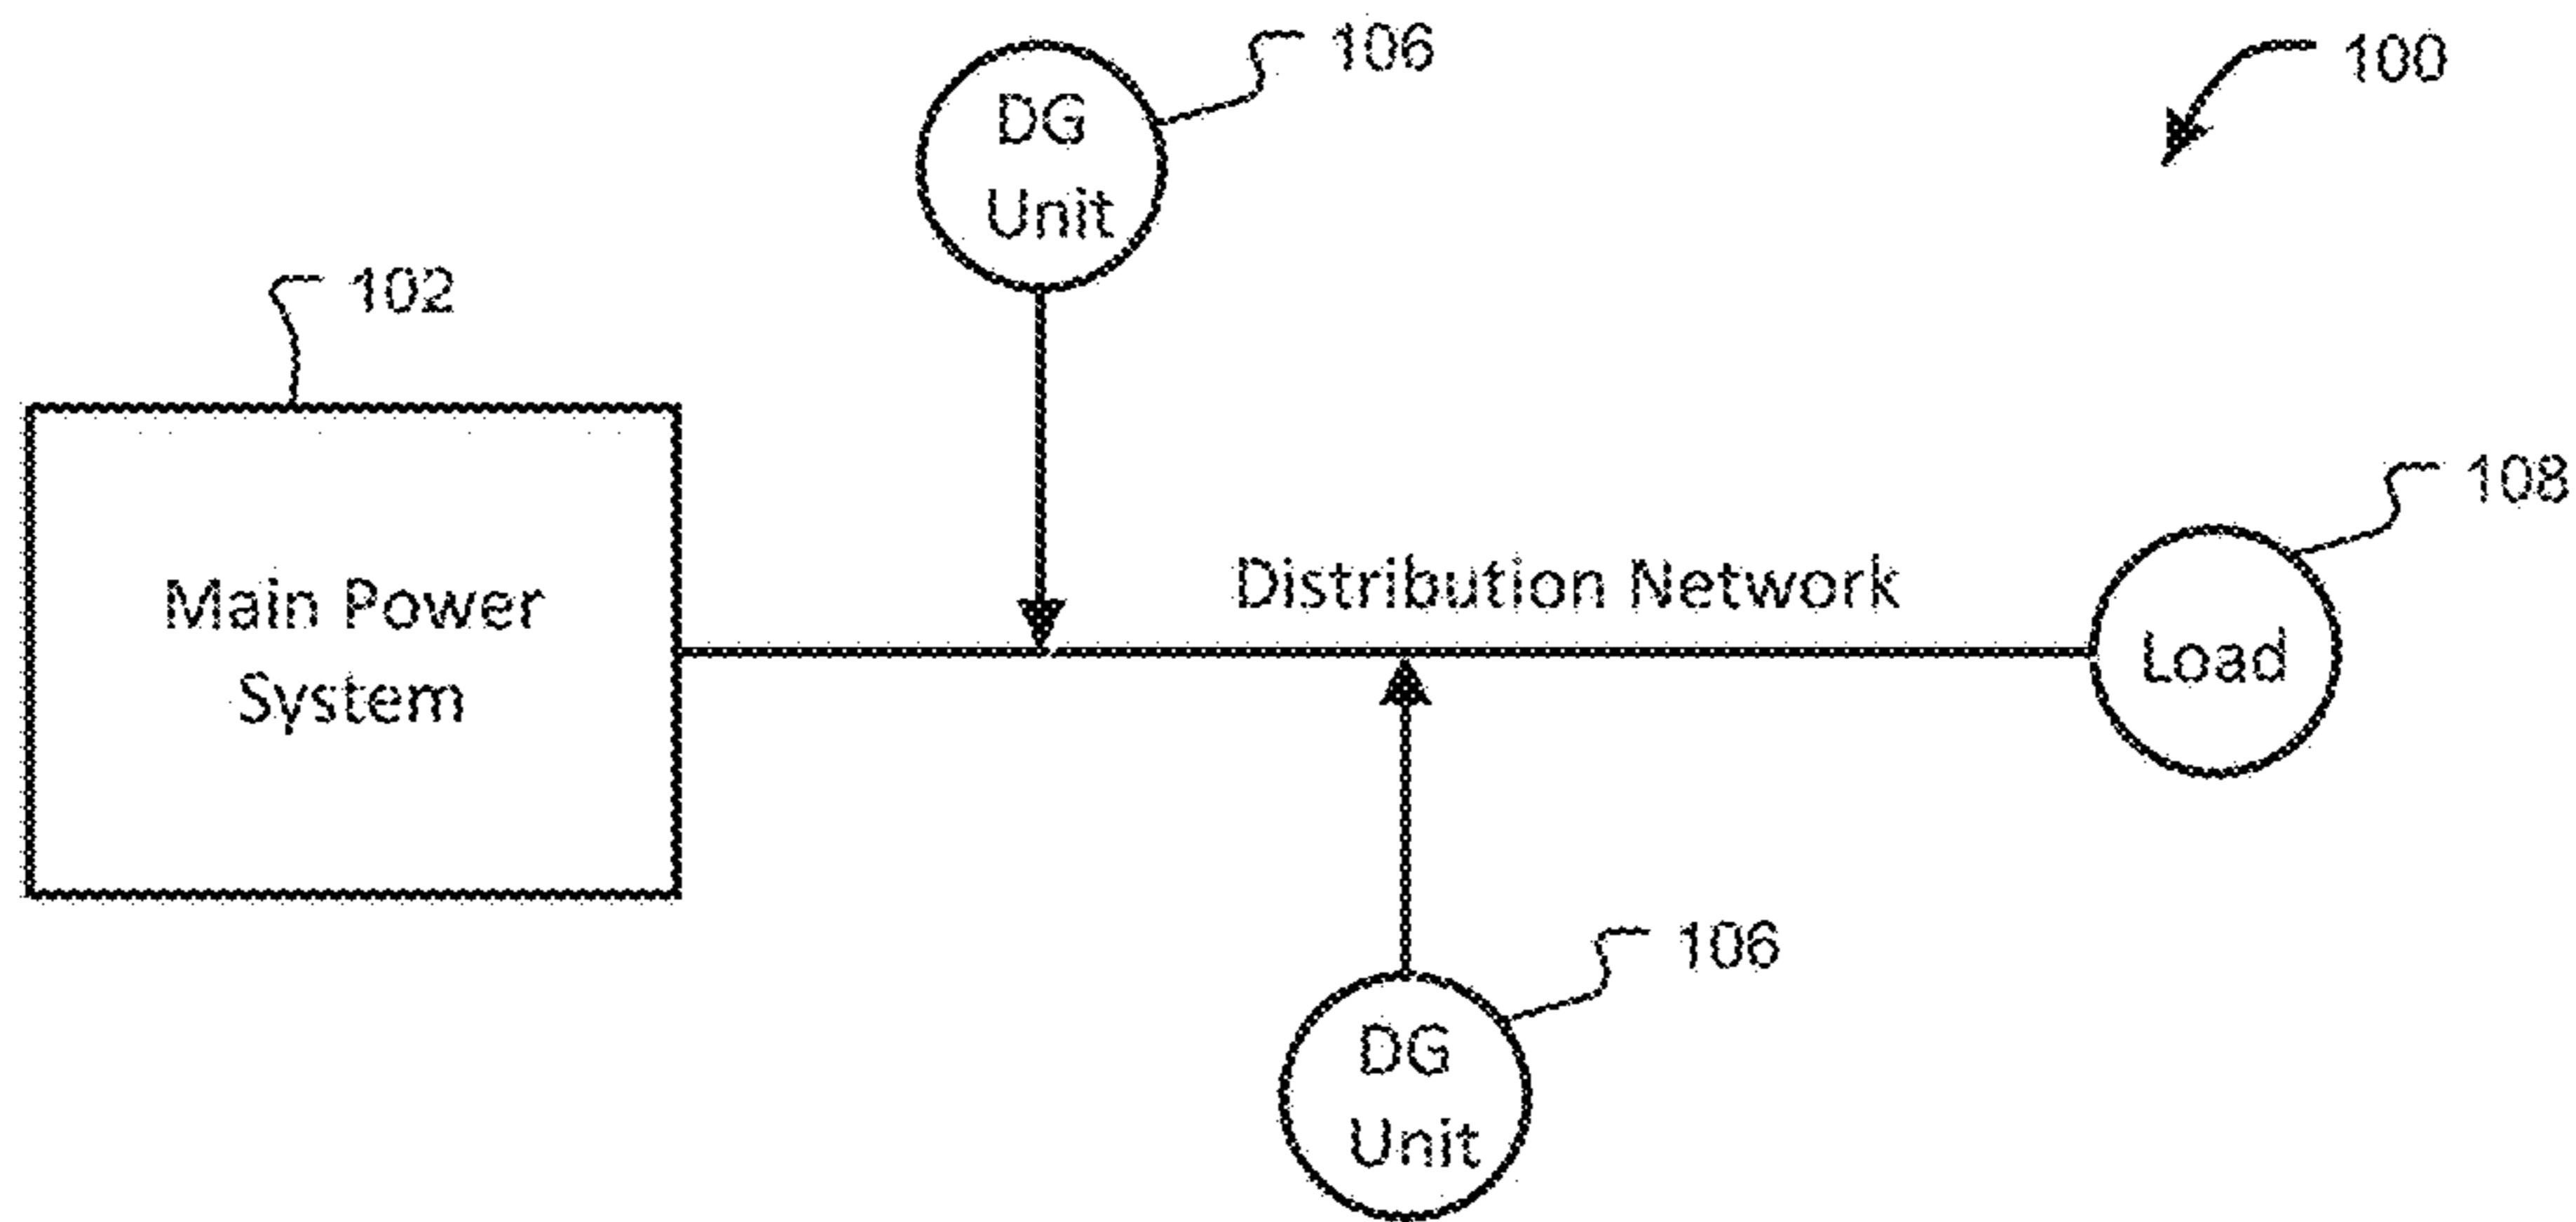 106
100
DG
Unit
102
108
Distribution Network
Main Power
System
Load
106
DG
Unit